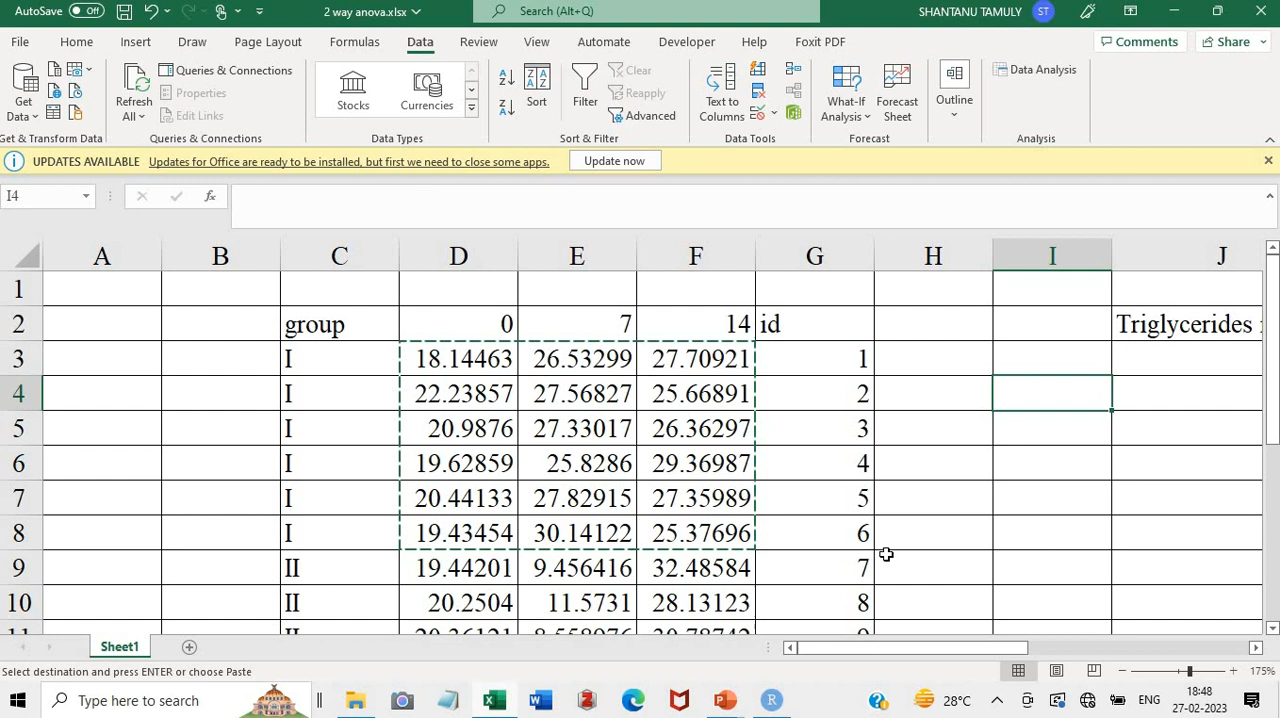 AutoSave Off 2 way anova.xlsx Search (Alt+Q) SHANTANU TAMULY ST
File Home Insert Draw Page Layout Formulas Data Review View Automate Developer Help Foxit PDF Comments Share
Get Data Refresh All Queries & Connections Properties Edit Links Stocks Currencies Sort Filter Clear Reapply Advanced Text to Columns What-If Analysis Forecast Sheet Outline Data Analysis
Get & Transform Data Queries & Connections Data Types Sort & Filter Data Tools Forecast Analysis
UPDATES AVAILABLE Updates for Office are ready to be installed, but first we need to close some apps. Update now
I4 fx
A B C D E F G H I J
1
2 group 0 7 14 id Triglycerides
3 I 18.14463 26.53299 27.70921 1
4 I 22.23857 27.56827 25.66891 2
5 I 20.9876 27.33017 26.36297 3
6 I 19.62859 25.8286 29.36987 4
7 I 20.44133 27.82915 27.35989 5
8 I 19.43454 30.14122 25.37696 6
9 II 19.44201 9.456416 32.48584 7
10 II 20.2504 11.5731 28.13123 8
Sheet1
Select destination and press ENTER or choose Paste 175%
Type here to search 28°C ENG 18:48
27-02-2023